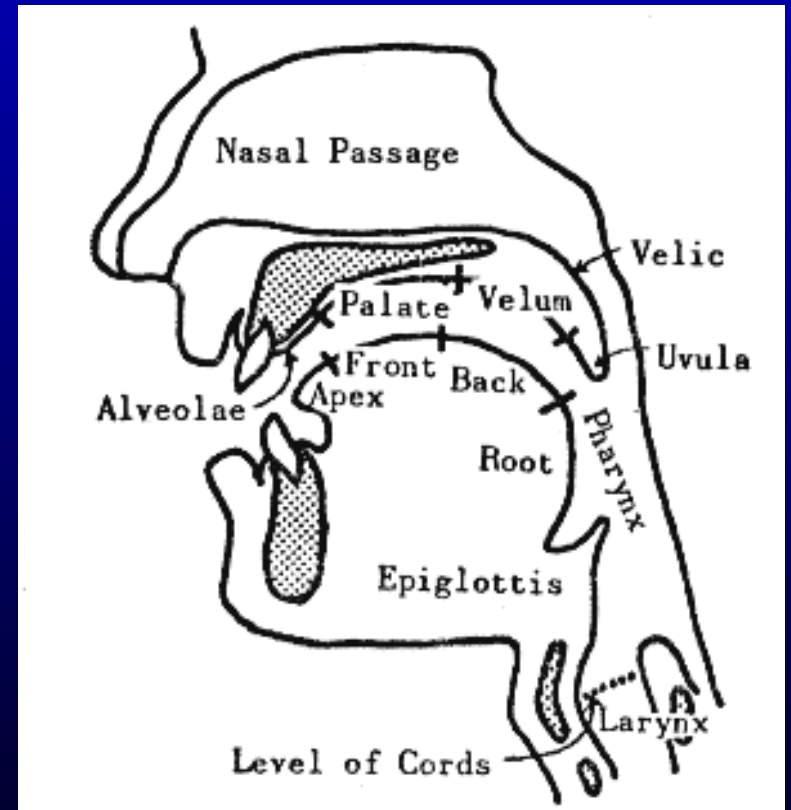 Nasal Passage
Velic
Palate
Velum
Uvula
Front
Back
Apex
Alveolae
Pharynx
Root
Epiglottis
Larynx
Level of Cords